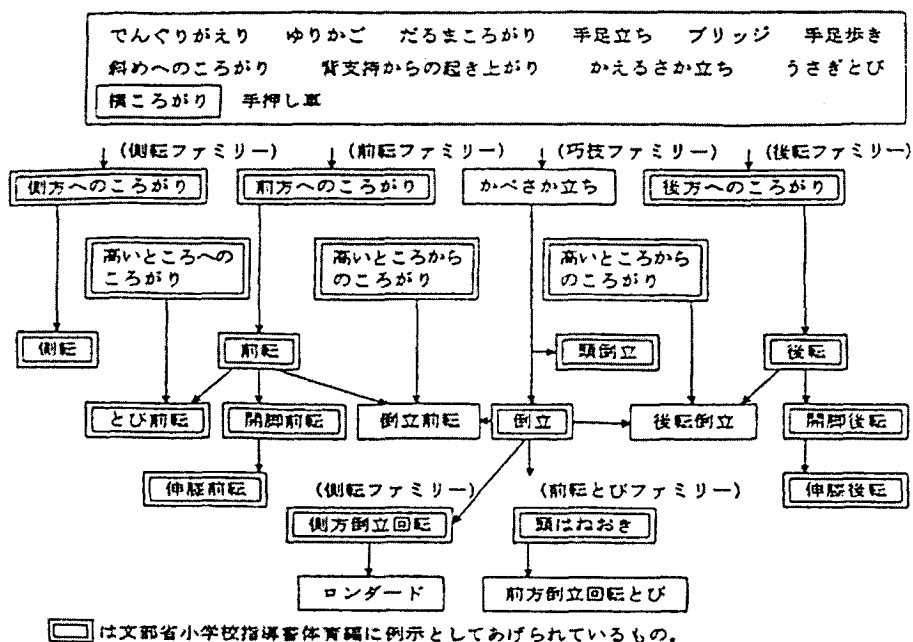 でんぐりがえり ゆりかご だるまころがり 手足立ち ブリッジ 手足歩き
斜めへのころがり 背支持からの起き上がり かえるさか立ち うさぎとび
横ころがり 手押し車
(側転ファミリー) (前転ファミリー) (巧技ファミリー) (後転ファミリー)
側方へのころがり 前方へのころがり かべさか立ち 後方へのころがり
高いところへの 高いところから 高いところから
ころがり のころがり のころがり
側転 前転 頭倒立 後転
とび前転 開脚前転 倒立前転 倒立 後転倒立 開脚後転
伸膝前転 (側転ファミリー) (前転とびファミリー) 伸膝後転
側方倒立回転 頭はねおき
ロンダード 前方倒立回転とび
は文部省小学校指導書体育編に例示としてあげられているもの。